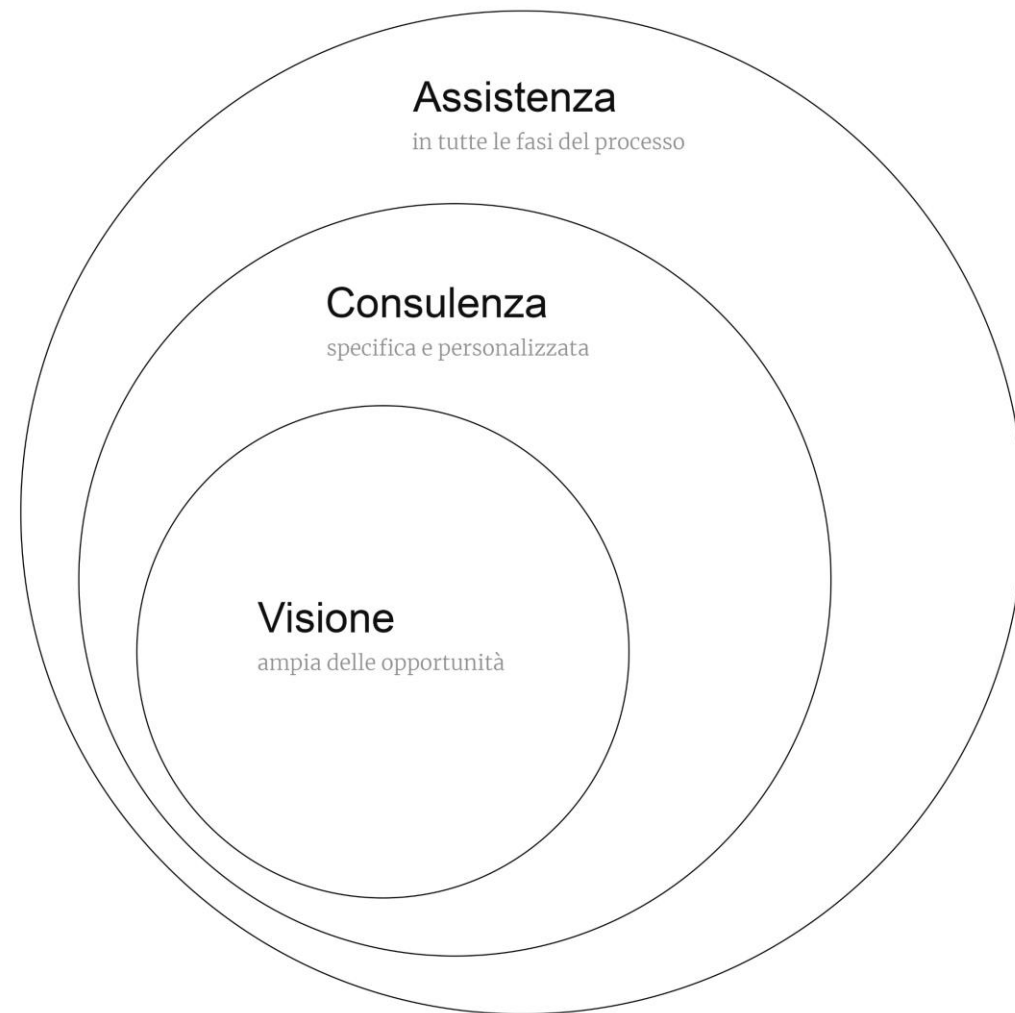 Assistenza
in tutte le fasi del processo
Consulenza
specifica e personalizzata
Visione
ampia delle opportunità